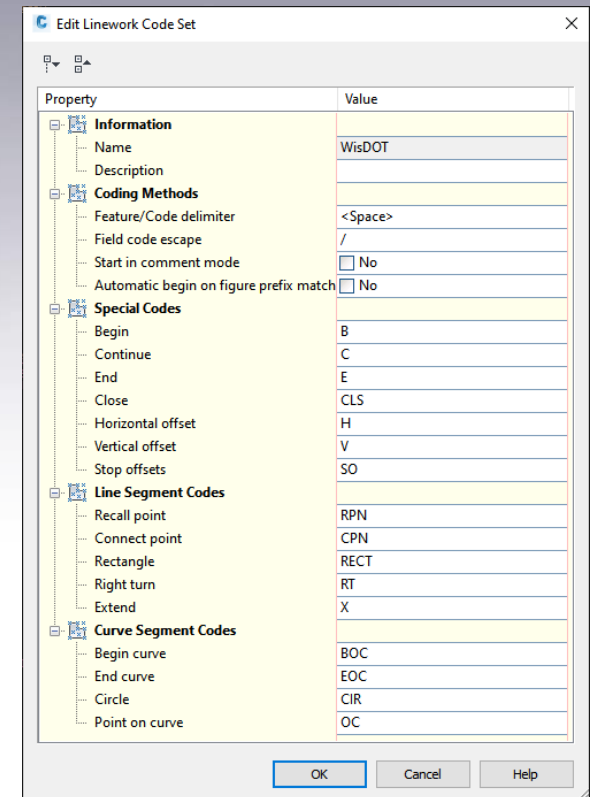 Edit Linework Code Set
Property Value
Information
Name WisDOT
Description
Coding Methods
Feature/Code delimiter <Space>
Field code escape /
Start in comment mode No
Automatic begin on figure prefix match No
Special Codes
Begin B
Continue C
End E
Close CLS
Horizontal offset H
Vertical offset V
Stop offsets SO
Line Segment Codes
Recall point RPN
Connect point CPN
Rectangle RECT
Right turn RT
Extend X
Curve Segment Codes
Begin curve BOC
End curve EOC
Circle CIR
Point on curve OC
OK Cancel Help